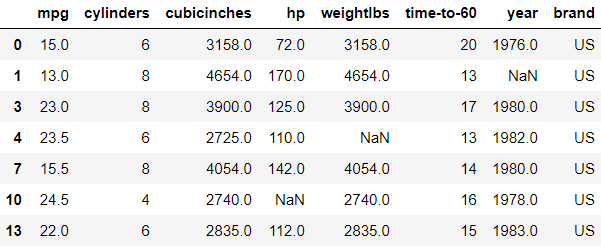 mpg cylinders cubicinches hp weightlbs time-to-60 year brand
0 15.0 6 3158.0 72.0 3158.0 20 1976.0 US
1 13.0 8 4654.0 170.0 4654.0 13 NaN US
3 23.0 8 3900.0 125.0 3900.0 17 1980.0 US
4 23.5 6 2725.0 110.0 NaN 13 1982.0 US
7 15.5 8 4054.0 142.0 4054.0 14 1980.0 US
10 24.5 4 2740.0 NaN 2740.0 16 1978.0 US
13 22.0 6 2835.0 112.0 2835.0 15 1983.0 US